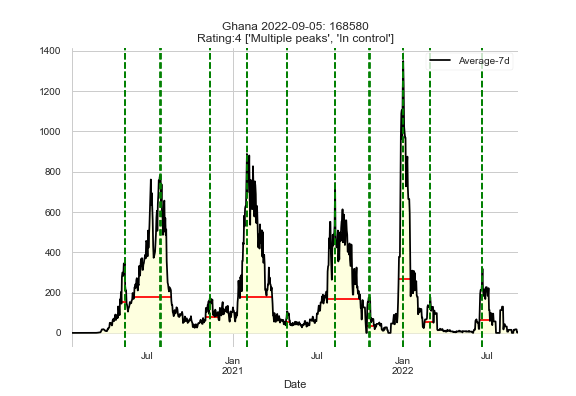 Ghana 2022-09-05: 168580
Rating:4 ['Multiple peaks', 'In control']
1400
1200
1000
800
600
400
200
0
Average-7d
Jul
Jan
2021
Jul
Jan
2022
Jul
Date